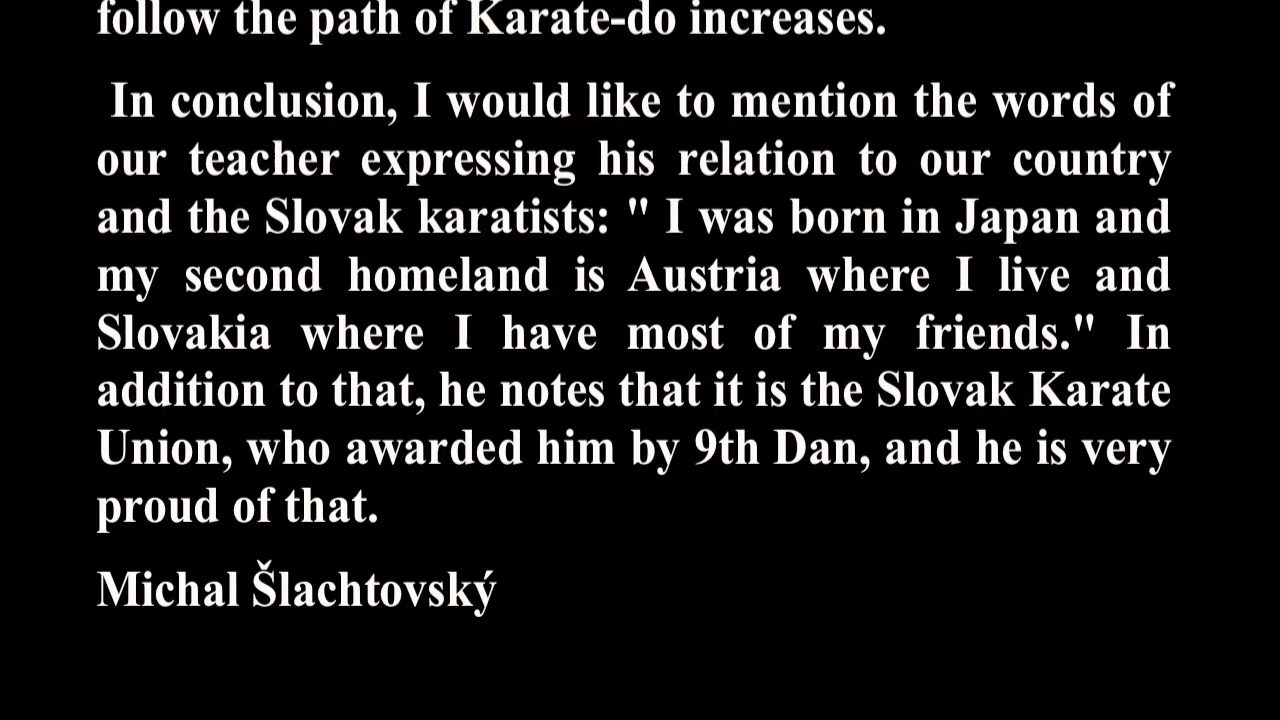 follow the path of Karate-do increases.
In conclusion, I would like to mention the words of
our teacher expressing his relation to our country
and the Slovak karatists: " I was born in Japan and
my second homeland is Austria where I live and
Slovakia where I have most of my friends." In
addition to that, he notes that it is the Slovak Karate
Union, who awarded him by 9th Dan, and he is very
proud of that.
Michal Šlachtovský